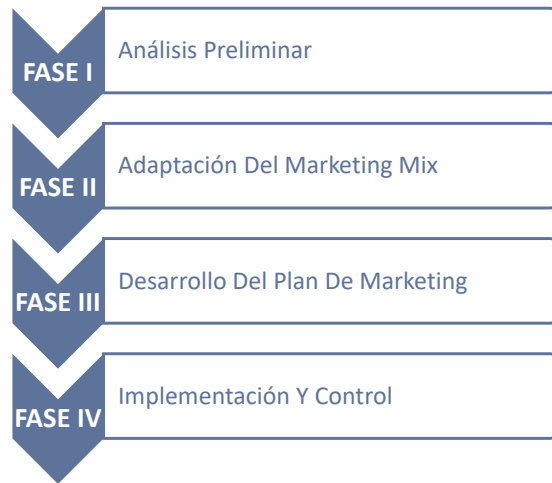 FASE I
Análisis Preliminar
FASE II
Adaptación Del Marketing Mix
FASE III
Desarrollo Del Plan De Marketing
FASE IV
Implementación Y Control